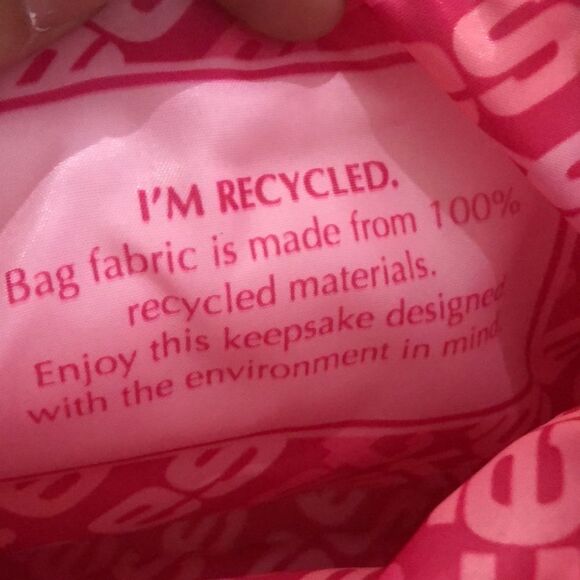 I'M RECYCLED.
Bag fabric is made from 100%
recycled materials.
Enjoy this keepsake designed
with the environment in mind.